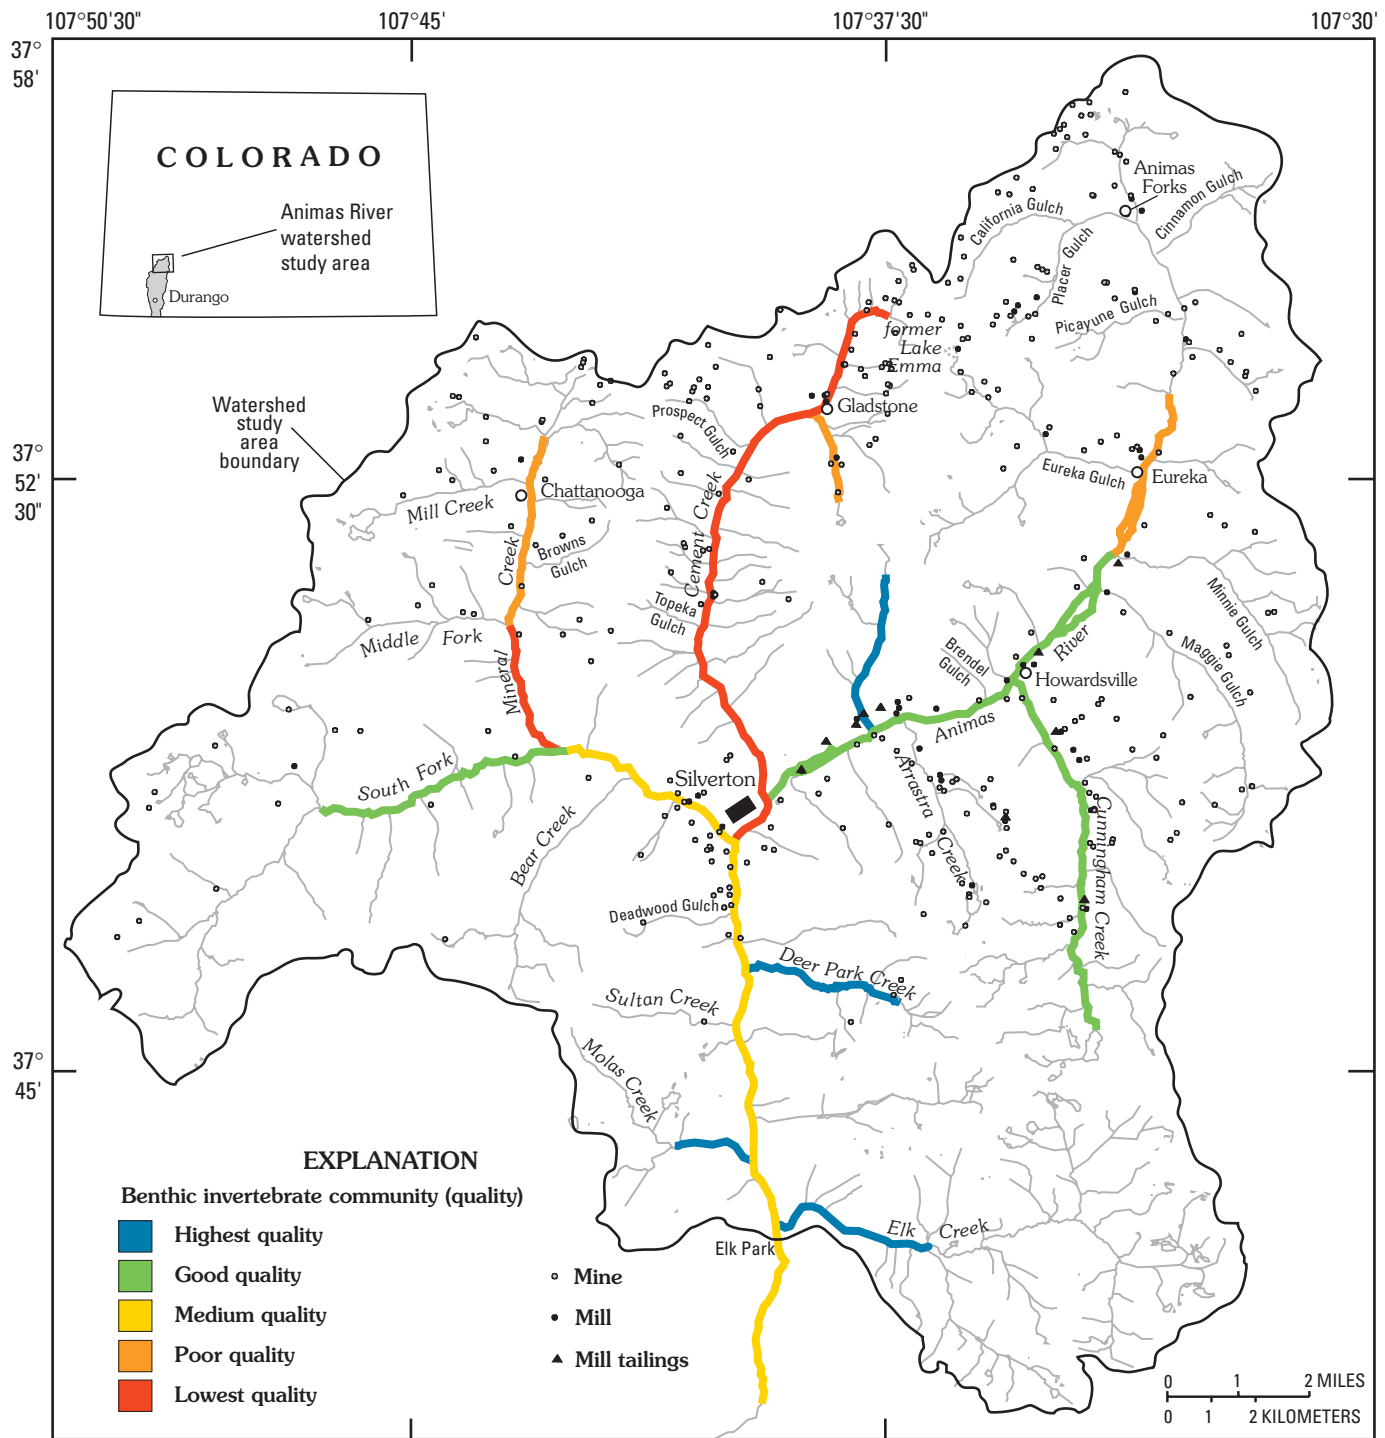 107°50'30"
107°45'
107°37'30"
107°30'
37°
58'
COLORADO
Animas River
watershed
study area
Durango
Animas
Forks
Cinnamon Gulch
California Gulch
Placer Gulch
Picayune Gulch
former
Lake
Emma
Gladstone
Prospect Gulch
Watershed
study
area
boundary
37°
52'
30"
Eureka Gulch
Eureka
Chattanooga
Mill Creek
Cement Creek
Browns
Gulch
Mineral Creek
Topeka
Gulch
Middle Fork
Minnie Gulch
Maggie Gulch
Brendel
Gulch
Howardsville
Animas River
South Fork
Silverton
Arrastra Creek
Cunningham Creek
Bear Creek
Deadwood Gulch
Deer Park Creek
Sultan Creek
Molas Creek
37°
45'
Elk Creek
Elk Park
EXPLANATION
Benthic invertebrate community (quality)
Highest quality
Good quality
Medium quality
Poor quality
Lowest quality
Mine
Mill
Mill tailings
0 1 2 MILES
0 1 2 KILOMETERS